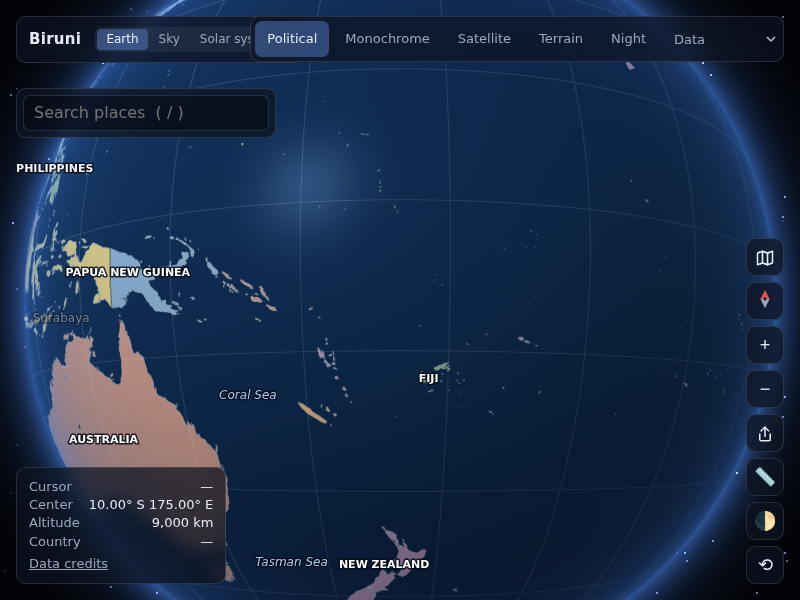 Biruni
Earth
Sky
Solar sys
Political
Monochrome
Satellite
Terrain
Night
Data
Search places ( / )
PHILIPPINES
PAPUA NEW GUINEA
Surabaya
Coral Sea
FIJI
AUSTRALIA
Tasman Sea
NEW ZEALAND
+
−
Cursor —
Center 10.00° S 175.00° E
Altitude 9,000 km
Country —
Data credits